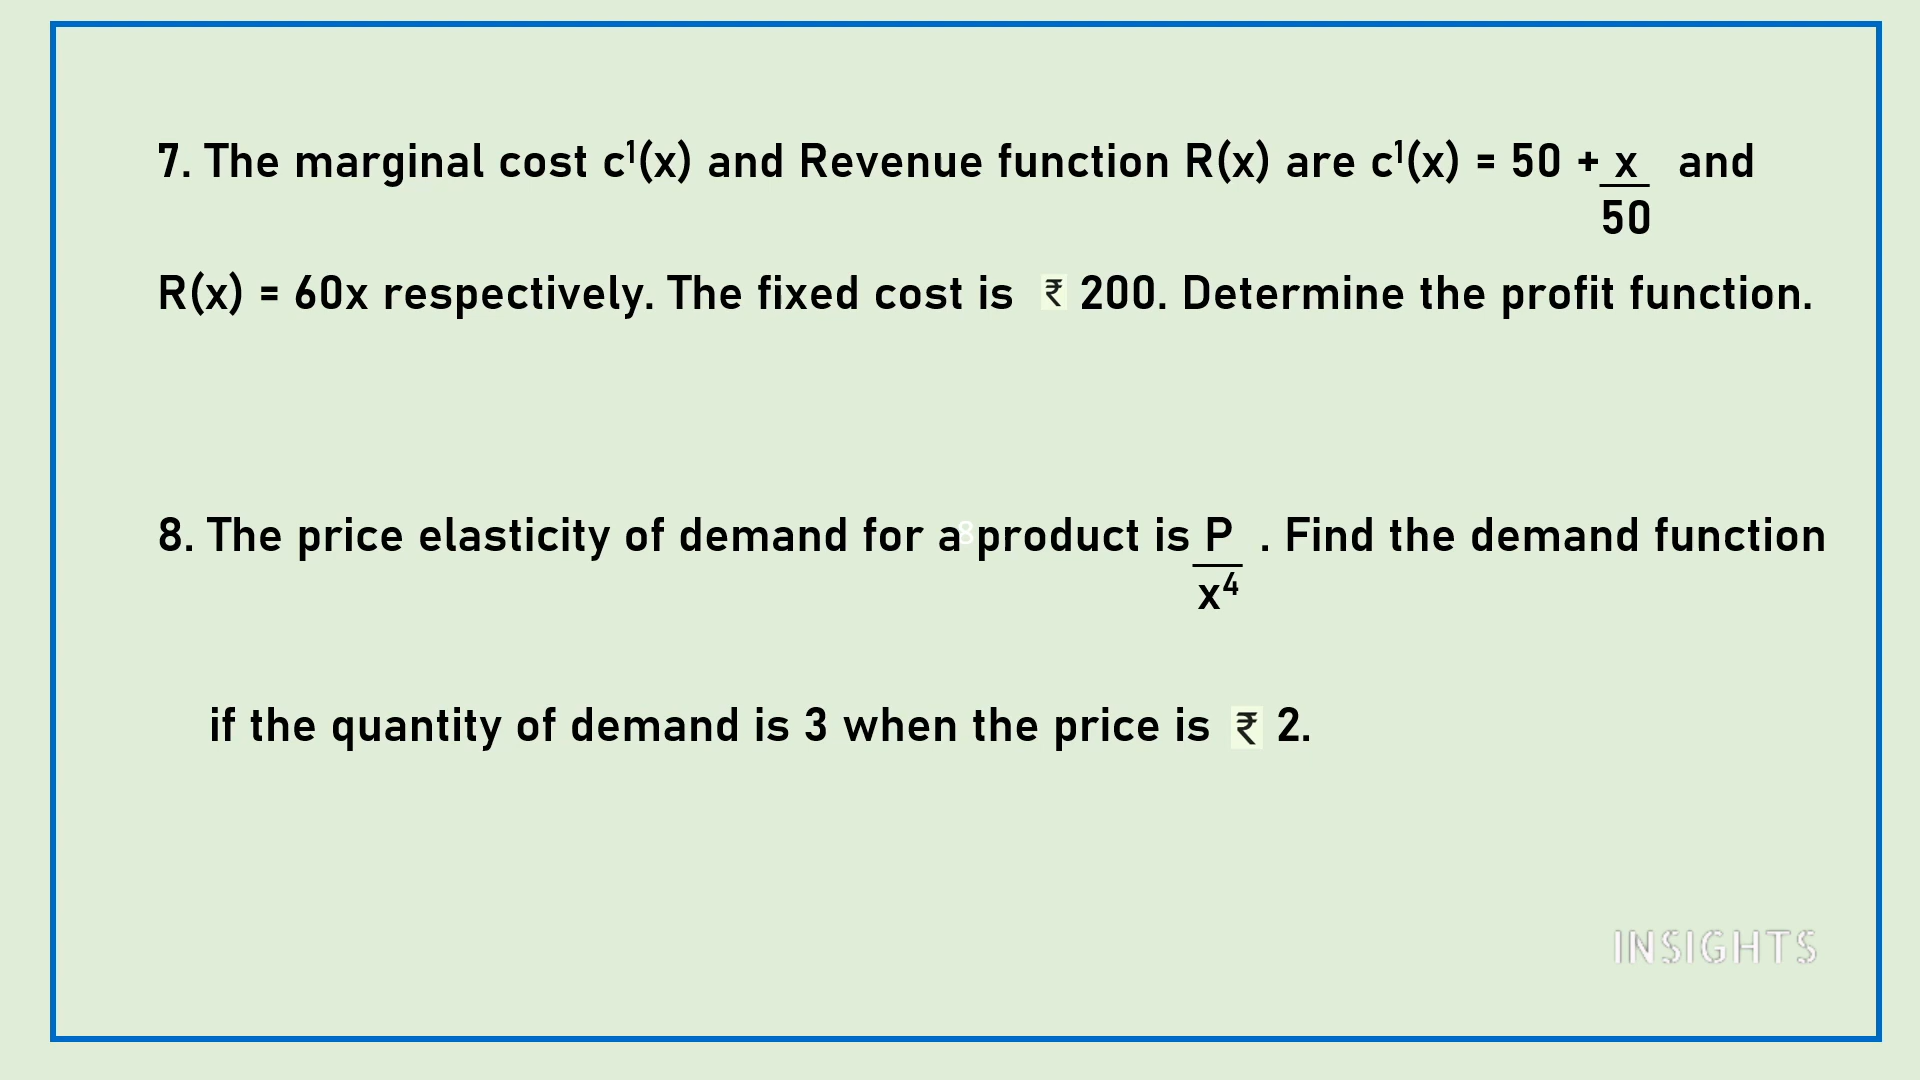 7. The marginal cost c¹(x) and Revenue function R(x) are c¹(x) = 50 + x and
50
R(x) = 60x respectively. The fixed cost is ₹ 200. Determine the profit function.
8. The price elasticity of demand for a 8 product is P . Find the demand function
x⁴
if the quantity of demand is 3 when the price is ₹ 2.
INSIGHTS